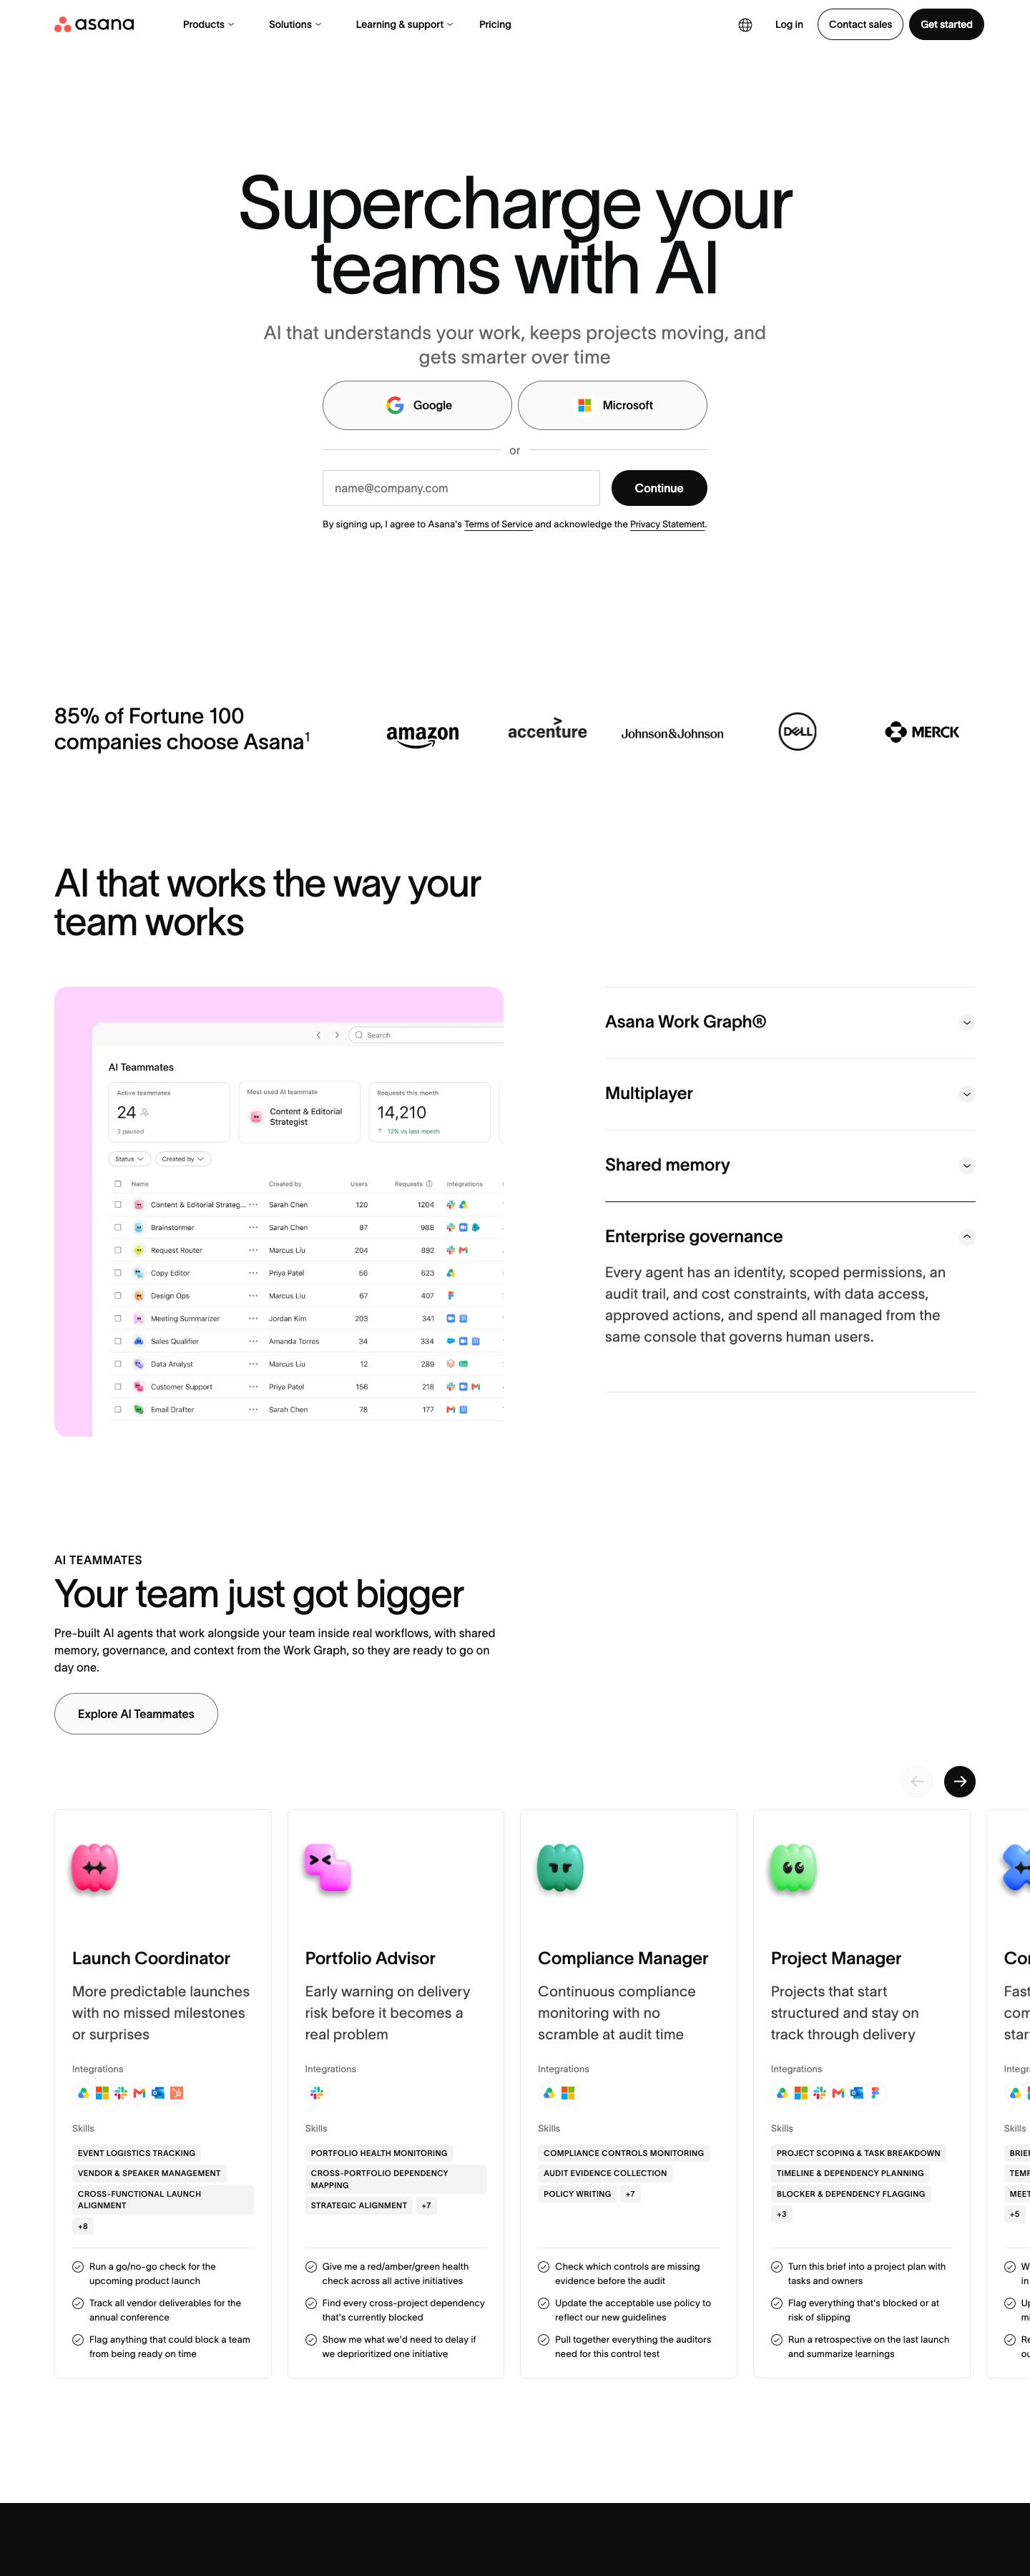 asana
Products
Solutions
Learning & support
Pricing
Log in
Contact sales
Get started
Supercharge your
teams with AI
AI that understands your work, keeps projects moving, and
gets smarter over time
Google
Microsoft
or
name@company.com
Continue
By signing up, I agree to Asana's Terms of Service and acknowledge the Privacy Statement.
85% of Fortune 100
companies choose Asana1
amazon
accenture
Johnson&Johnson
DELL
MERCK
AI that works the way your
team works
Search
AI Teammates
Active teammates
24
3 paused
Most used AI teammate
Content & Editorial
Strategist
Requests this month
14,210
12% vs last month
Status
Created by
Name Created by Users Requests Integrations
Content & Editorial Strateg... Sarah Chen 120 1204
Brainstormer Sarah Chen 87 988
Request Router Marcus Liu 204 892
Copy Editor Priya Patel 56 623
Design Ops Marcus Liu 67 407
Meeting Summarizer Jordan Kim 203 341
Sales Qualifier Amanda Torres 34 334
Data Analyst Marcus Liu 12 289
Customer Support Priya Patel 156 218
Email Drafter Sarah Chen 78 177
Asana Work Graph®
Multiplayer
Shared memory
Enterprise governance
Every agent has an identity, scoped permissions, an
audit trail, and cost constraints, with data access,
approved actions, and spend all managed from the
same console that governs human users.
AI TEAMMATES
Your team just got bigger
Pre-built AI agents that work alongside your team inside real workflows, with shared
memory, governance, and context from the Work Graph, so they are ready to go on
day one.
Explore AI Teammates
Launch Coordinator
More predictable launches
with no missed milestones
or surprises
Integrations
Skills
EVENT LOGISTICS TRACKING
VENDOR & SPEAKER MANAGEMENT
CROSS-FUNCTIONAL LAUNCH
ALIGNMENT
+8
Run a go/no-go check for the
upcoming product launch
Track all vendor deliverables for the
annual conference
Flag anything that could block a team
from being ready on time
Portfolio Advisor
Early warning on delivery
risk before it becomes a
real problem
Integrations
Skills
PORTFOLIO HEALTH MONITORING
CROSS-PORTFOLIO DEPENDENCY
MAPPING
STRATEGIC ALIGNMENT +7
Give me a red/amber/green health
check across all active initiatives
Find every cross-project dependency
that's currently blocked
Show me what we'd need to delay if
we deprioritized one initiative
Compliance Manager
Continuous compliance
monitoring with no
scramble at audit time
Integrations
Skills
COMPLIANCE CONTROLS MONITORING
AUDIT EVIDENCE COLLECTION
POLICY WRITING +7
Check which controls are missing
evidence before the audit
Update the acceptable use policy to
reflect our new guidelines
Pull together everything the auditors
need for this control test
Project Manager
Projects that start
structured and stay on
track through delivery
Integrations
Skills
PROJECT SCOPING & TASK BREAKDOWN
TIMELINE & DEPENDENCY PLANNING
BLOCKER & DEPENDENCY FLAGGING
+3
Turn this brief into a project plan with
tasks and owners
Flag everything that's blocked or at
risk of slipping
Run a retrospective on the last launch
and summarize learnings
Skills
+5